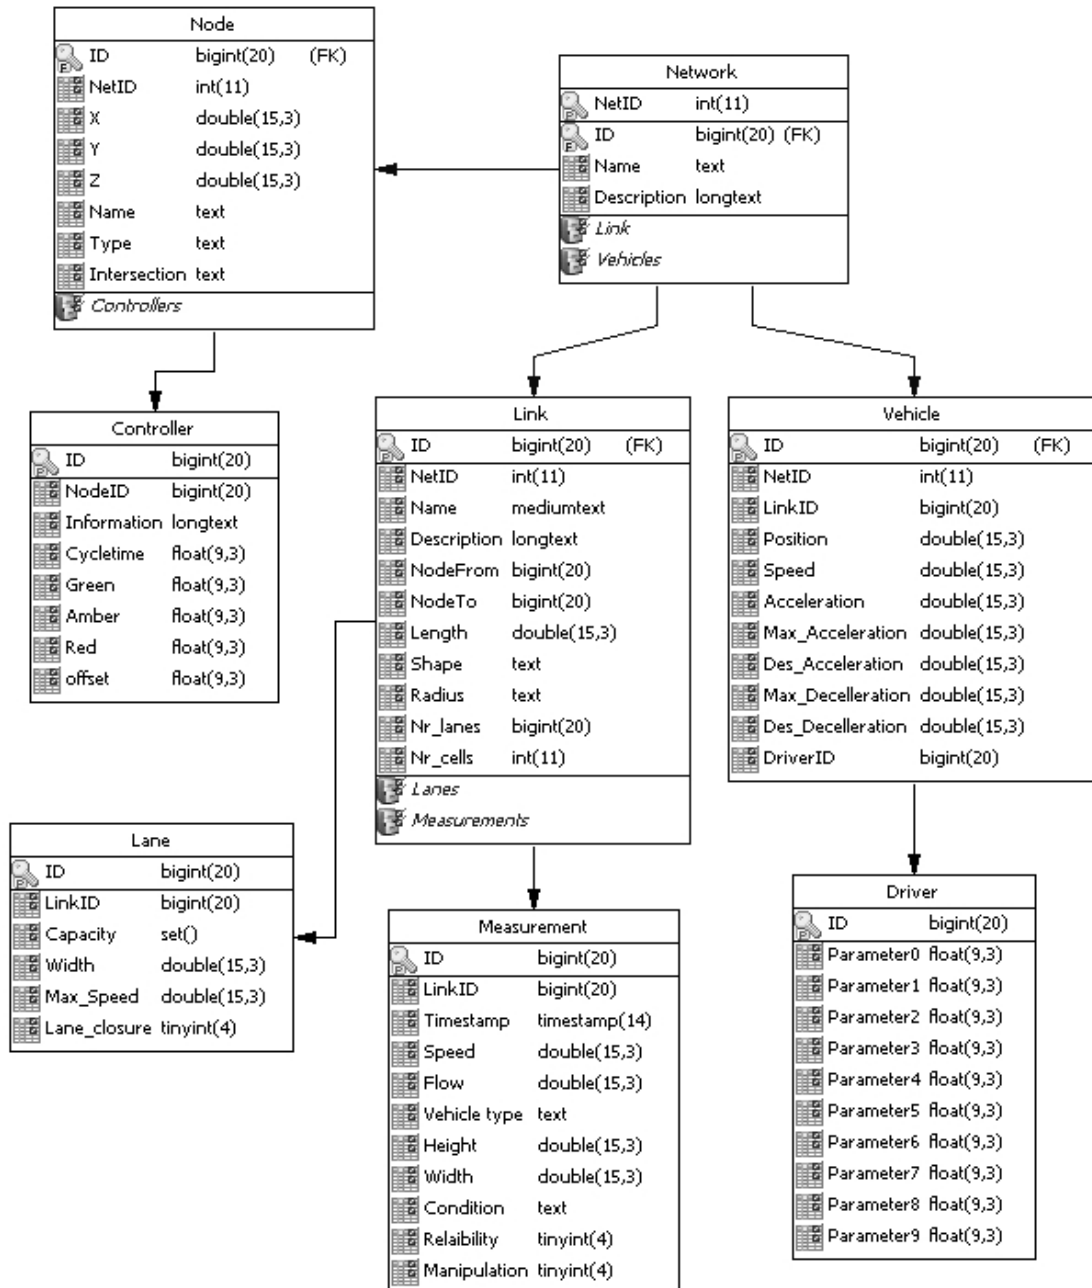 Node
ID bigint(20) (FK)
NetID int(11)
X double(15,3)
Y double(15,3)
Z double(15,3)
Name text
Type text
Intersection text
Controllers
Network
NetID int(11)
ID bigint(20) (FK)
Name text
Description longtext
Link
Vehicles
Controller
ID bigint(20)
NodeID bigint(20)
Information longtext
Cycletime float(9,3)
Green float(9,3)
Amber float(9,3)
Red float(9,3)
offset float(9,3)
Link
ID bigint(20) (FK)
NetID int(11)
Name mediumtext
Description longtext
NodeFrom bigint(20)
NodeTo bigint(20)
Length double(15,3)
Shape text
Radius text
Nr_lanes bigint(20)
Nr_cells int(11)
Lanes
Measurements
Vehicle
ID bigint(20) (FK)
NetID int(11)
LinkID bigint(20)
Position double(15,3)
Speed double(15,3)
Acceleration double(15,3)
Max_Acceleration double(15,3)
Des_Acceleration double(15,3)
Max_Decelleration double(15,3)
Des_Decelleration double(15,3)
DriverID bigint(20)
Lane
ID bigint(20)
LinkID bigint(20)
Capacity set()
Width double(15,3)
Max_Speed double(15,3)
Lane_closure tinyint(4)
Measurement
ID bigint(20)
LinkID bigint(20)
Timestamp timestamp(14)
Speed double(15,3)
Flow double(15,3)
Vehicle type text
Height double(15,3)
Width double(15,3)
Condition text
Relaibility tinyint(4)
Manipulation tinyint(4)
Driver
ID bigint(20)
Parameter0 float(9,3)
Parameter1 float(9,3)
Parameter2 float(9,3)
Parameter3 float(9,3)
Parameter4 float(9,3)
Parameter5 float(9,3)
Parameter6 float(9,3)
Parameter7 float(9,3)
Parameter8 float(9,3)
Parameter9 float(9,3)